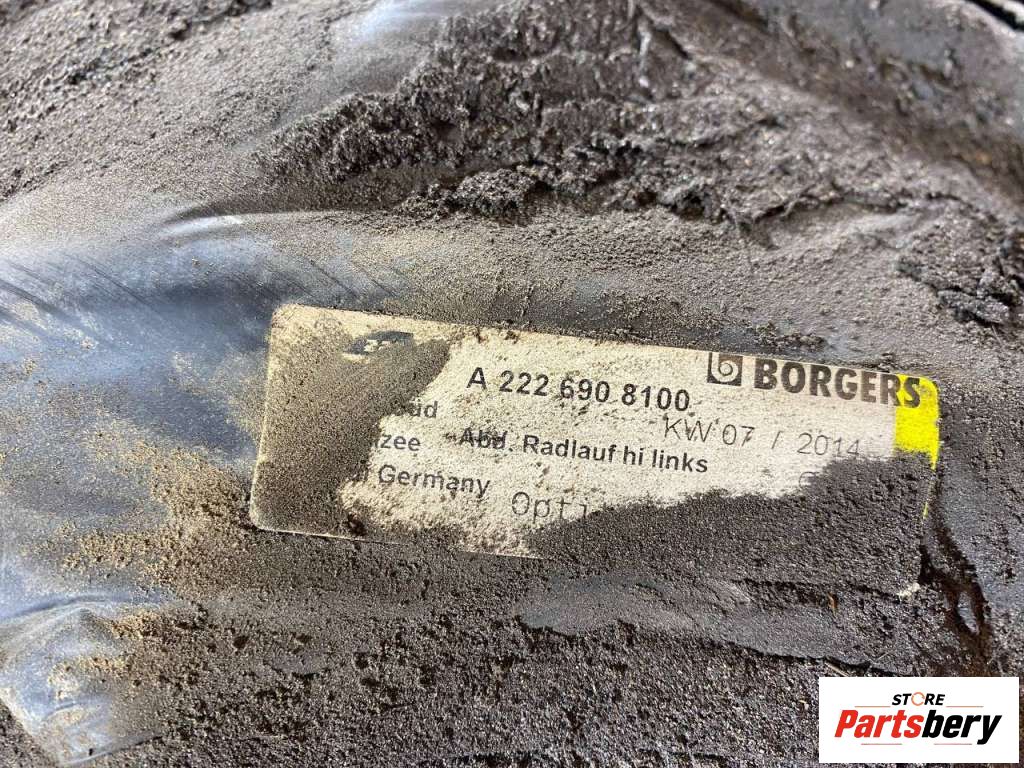 BORGERS
A 222 690 8100
KW 07 / 2014
Abd. Radlauf hi links
Germany
STORE
Partsbery